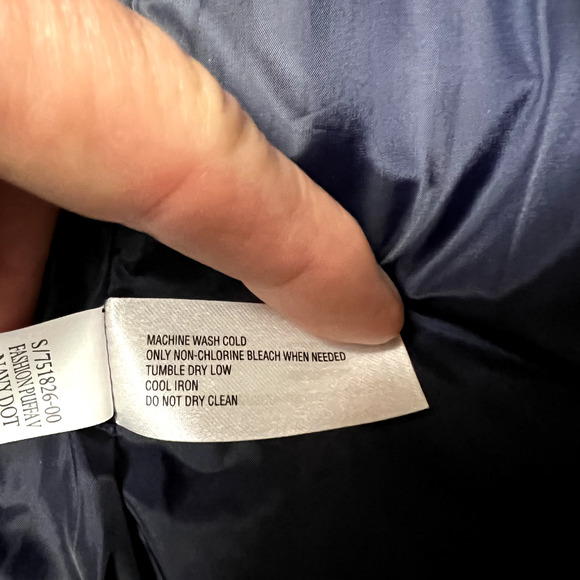 MACHINE WASH COLD
ONLY NON-CHLORINE BLEACH WHEN NEEDED
TUMBLE DRY LOW
COOL IRON
DO NOT DRY CLEAN
S/751826-00
FASHION PUFFAV
NAVY DOT